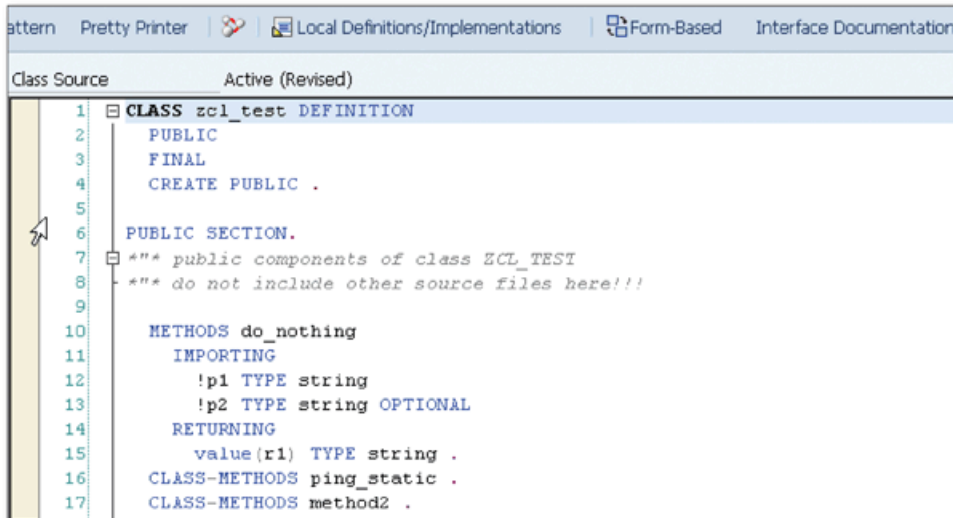 attern Pretty Printer Local Definitions/Implementations Form-Based Interface Documentation
Class Source Active (Revised)
1 CLASS zcl_test DEFINITION
2 PUBLIC
3 FINAL
4 CREATE PUBLIC .
5
6 PUBLIC SECTION.
7 *"* public components of class ZCL_TEST
8 *"* do not include other source files here!!!
9
10 METHODS do_nothing
11 IMPORTING
12 !p1 TYPE string
13 !p2 TYPE string OPTIONAL
14 RETURNING
15 value(r1) TYPE string .
16 CLASS-METHODS ping_static .
17 CLASS-METHODS method2 .